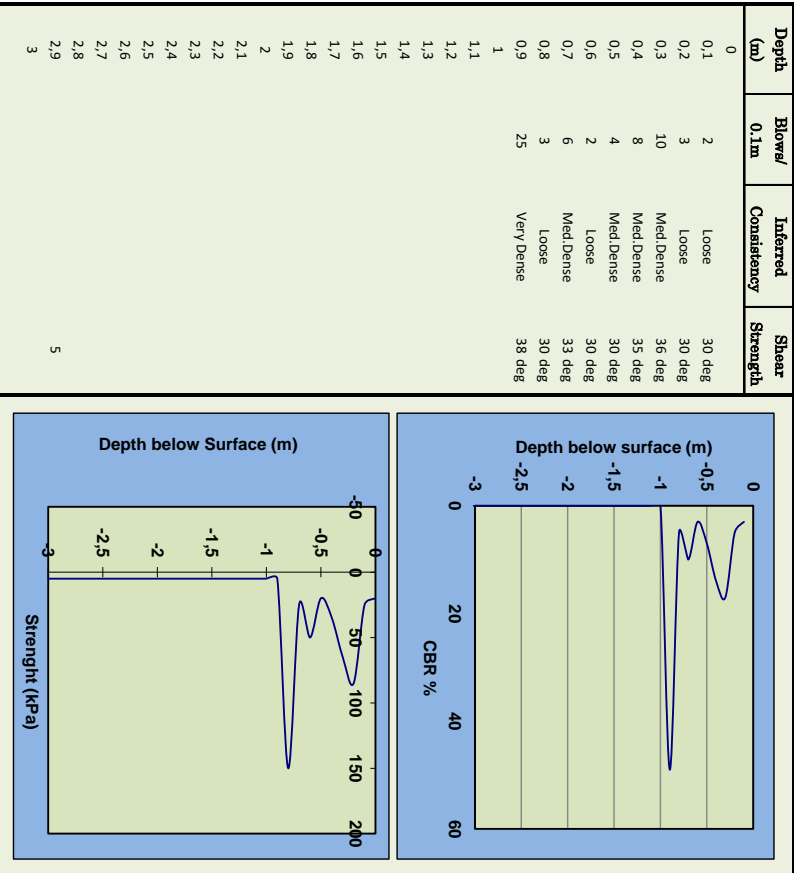 Depth (m) Blows/ 0.1m Inferred Consistency Shear Strength
0
0,1 2 Loose 30 deg
0,2 3 Loose 30 deg
0,3 10 Med.Dense 36 deg
0,4 8 Med.Dense 35 deg
0,5 4 Med.Dense 30 deg
0,6 2 Loose 30 deg
0,7 6 Med.Dense 33 deg
0,8 3 Loose 30 deg
0,9 25 Very Dense 38 deg
1
1,1
1,2
1,3
1,4
1,5
1,6
1,7
1,8
1,9
2
2,1
2,2
2,3
2,4
2,5
2,6
2,7
2,8
2,9 5
3
Depth below surface (m)
0
-0,5
-1
-1,5
-2
-2,5
-3
0 20 40 60
CBR %
Depth below Surface (m)
0
-0,5
-1
-1,5
-2
-2,5
-3
-50 0 50 100 150 200
Strenght (kPa)